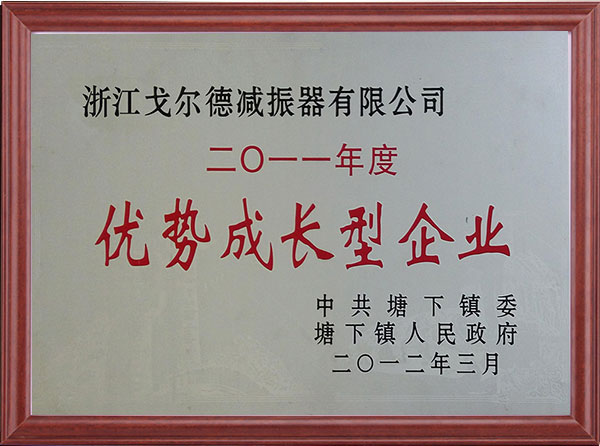 浙江戈尔德减振器有限公司
二〇一一年度
优势成长型企业
中共塘下镇委
塘下镇人民政府
二〇一二年三月